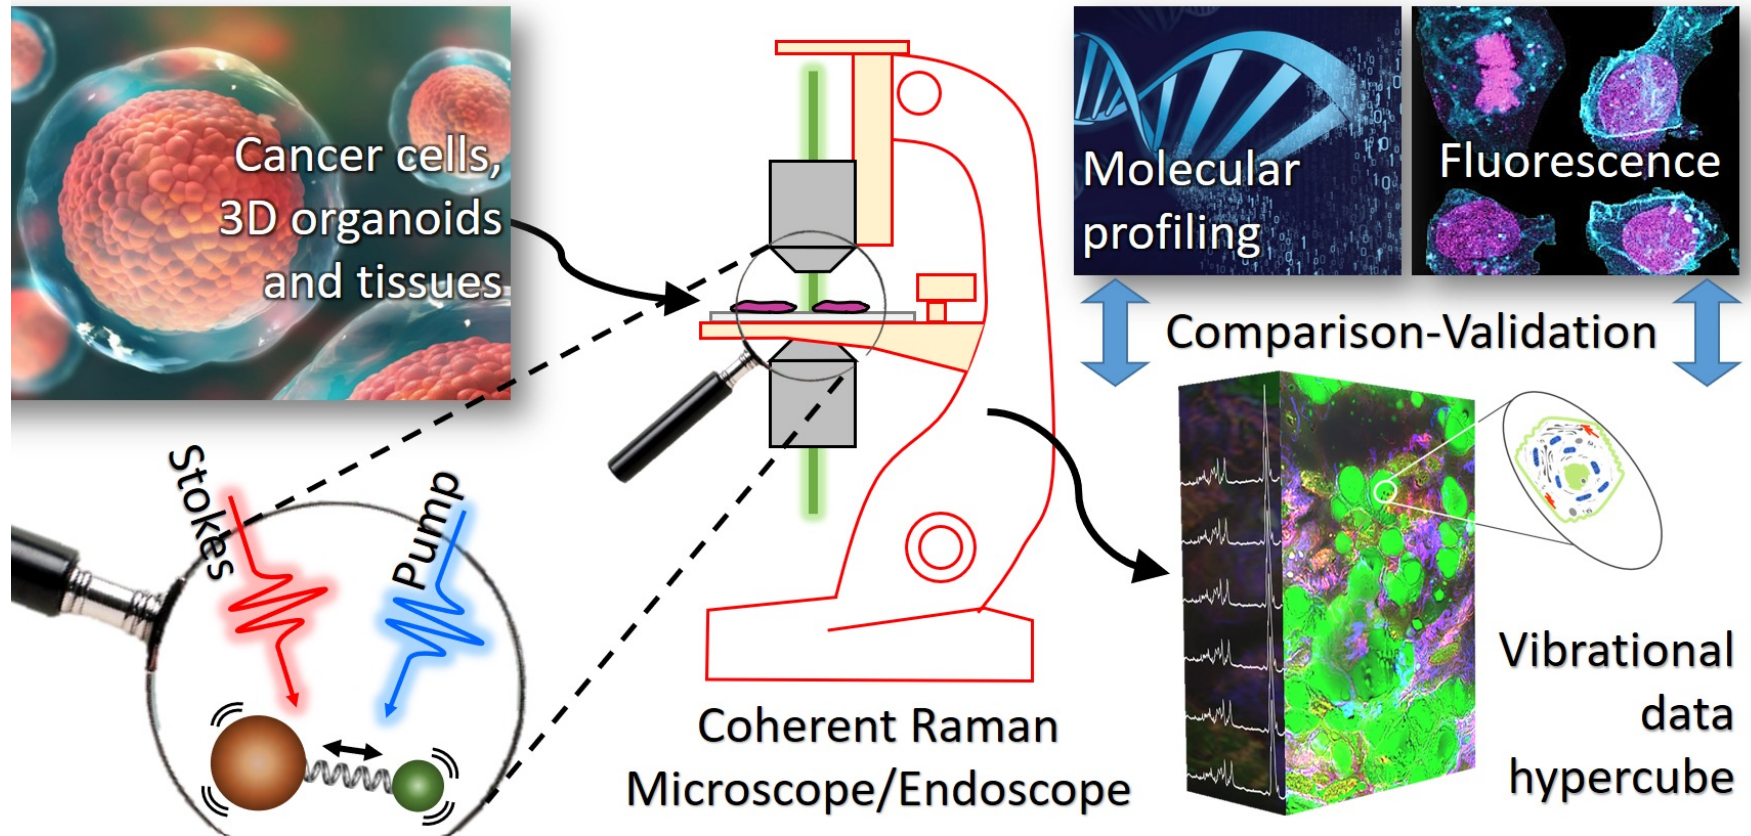 Cancer cells,
3D organoids
and tissues
Stokes
Pump
Coherent Raman
Microscope/Endoscope
Molecular
profiling
Fluorescence
Comparison-Validation
Vibrational
data
hypercube